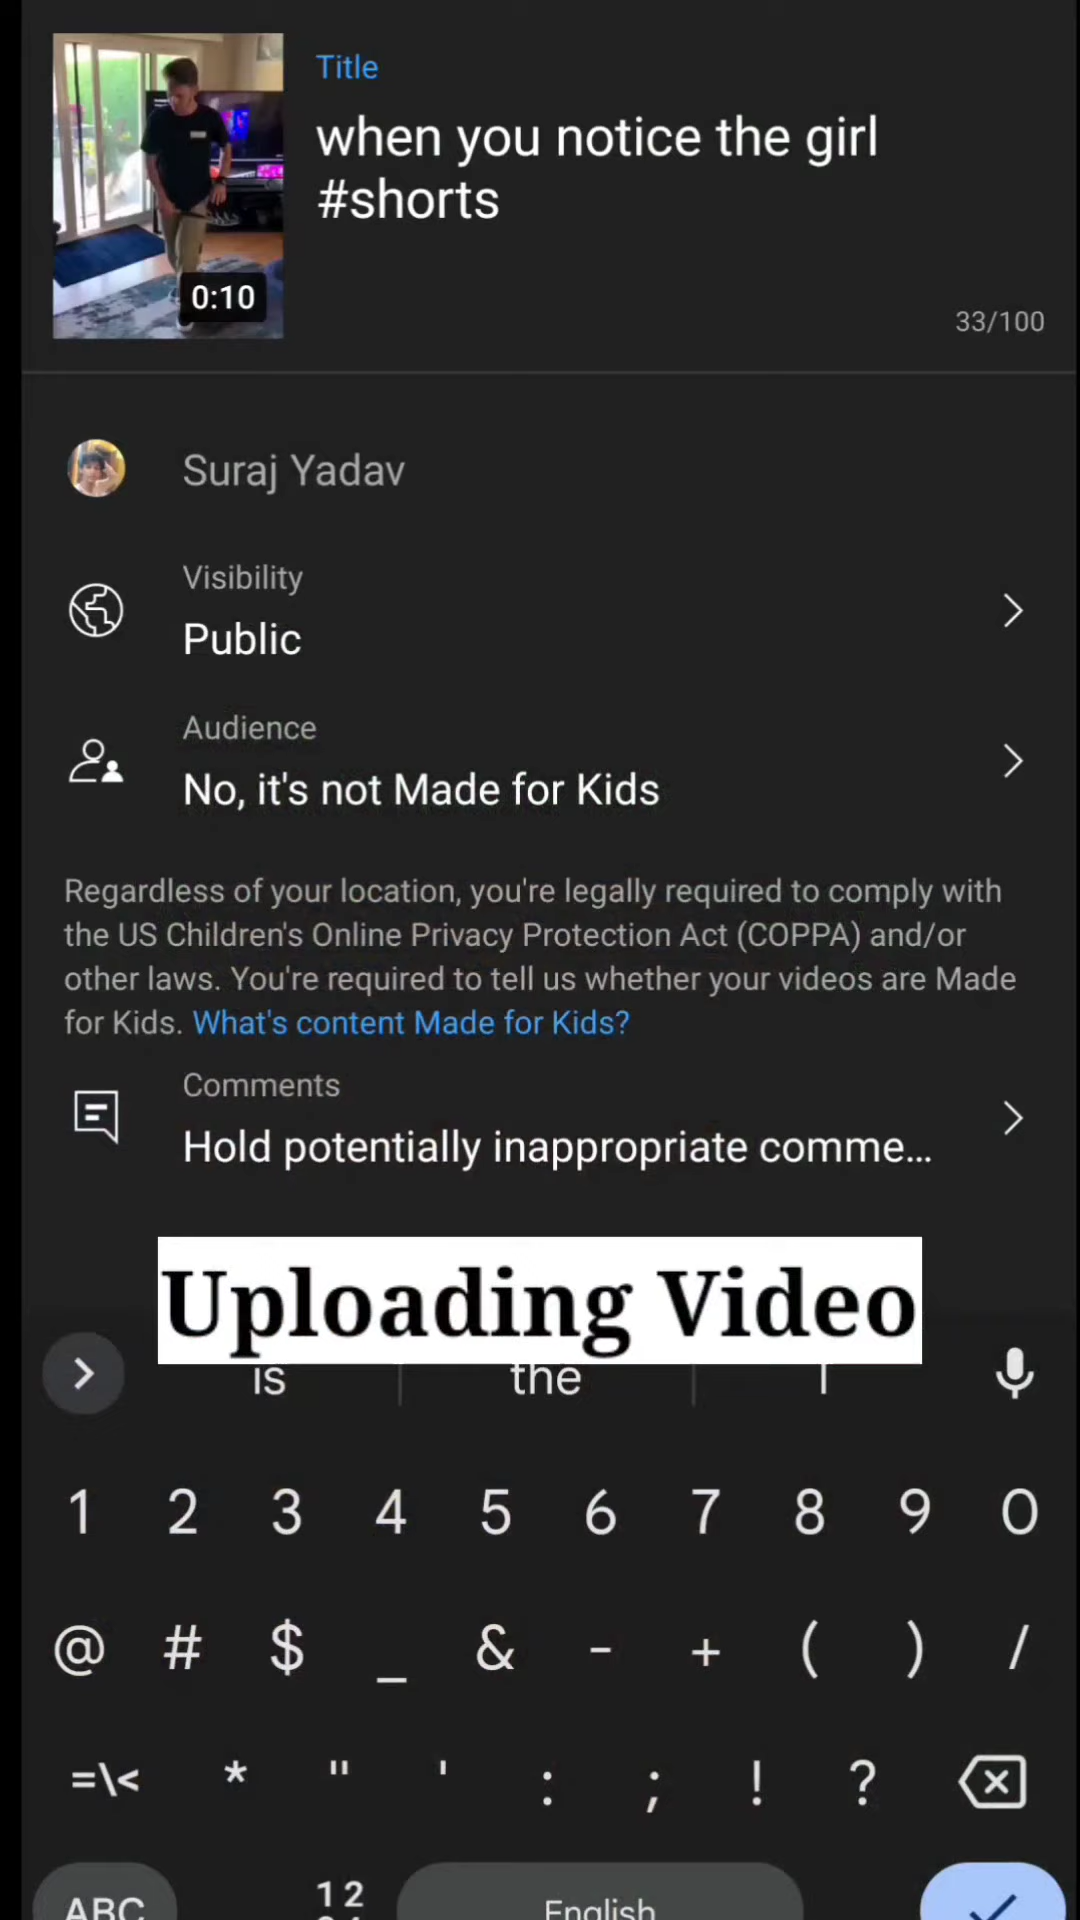 Title
when you notice the girl
#shorts
0:10
33/100
Suraj Yadav
Visibility
Public
Audience
No, it's not Made for Kids
Regardless of your location, you're legally required to comply with
the US Children's Online Privacy Protection Act (COPPA) and/or
other laws. You're required to tell us whether your videos are Made
for Kids. What's content Made for Kids?
Comments
Hold potentially inappropriate comme...
Uploading Video
is the I
1 2 3 4 5 6 7 8 9 0
@ # $ _ & - + ( ) /
=\< * " ' : ; ! ?
ABC 1 2 English